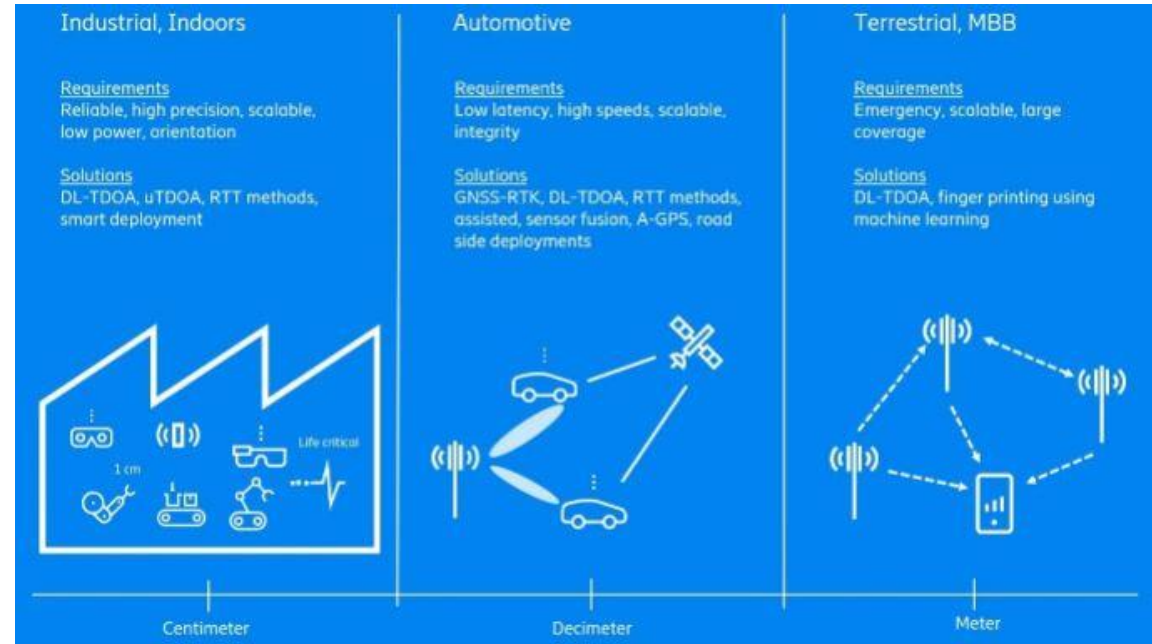 Industrial, Indoors
Requirements
Reliable, high precision, scalable,
low power, orientation
Solutions
DL-TDOA, uTDOA, RTT methods,
smart deployment
Life critical
1 cm
Centimeter
Automotive
Requirements
Low latency, high speeds, scalable,
integrity
Solutions
GNSS-RTK, DL-TDOA, RTT methods,
assisted, sensor fusion, A-GPS, road
side deployments
Decimeter
Terrestrial, MBB
Requirements
Emergency, scalable, large
coverage
Solutions
DL-TDOA, finger printing using
machine learning
Meter